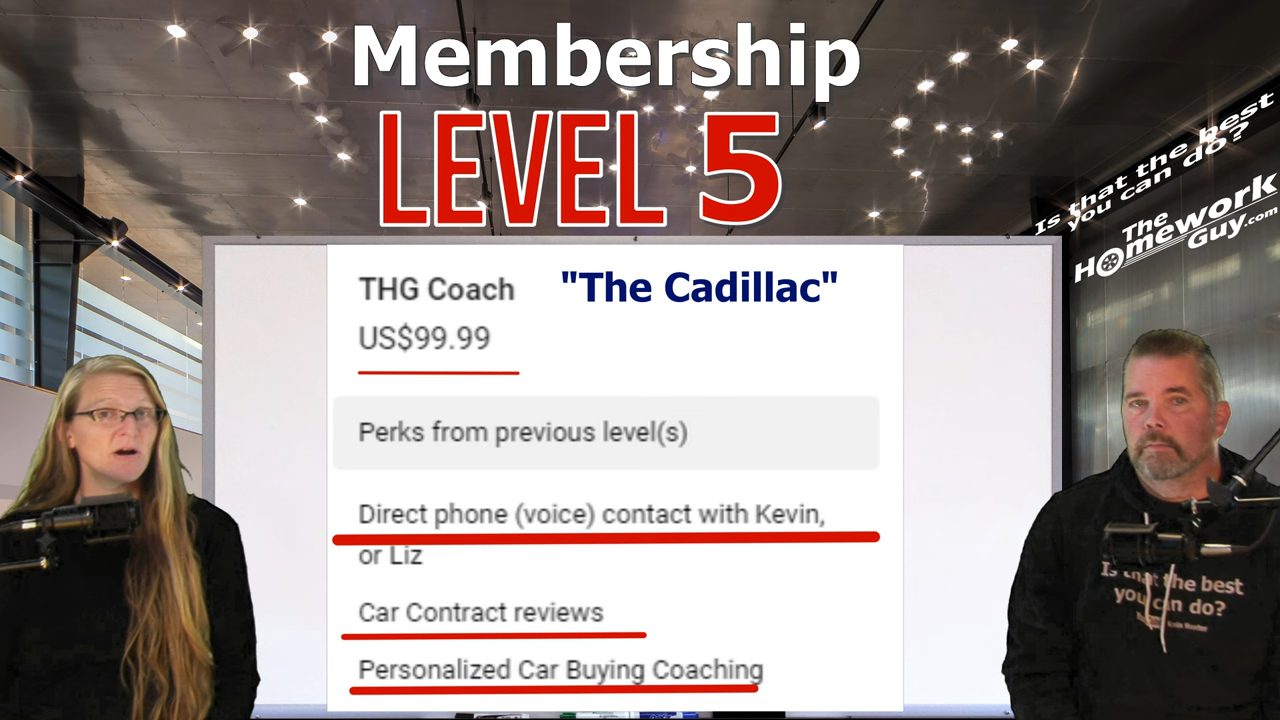 Membership
LEVEL 5
Is that the best
you can do?
The
Homework
Guy.com
THG Coach
"The Cadillac"
US$99.99
Perks from previous level(s)
Direct phone (voice) contact with Kevin,
or Liz
Car Contract reviews
Personalized Car Buying Coaching
Is that the best
you can do?